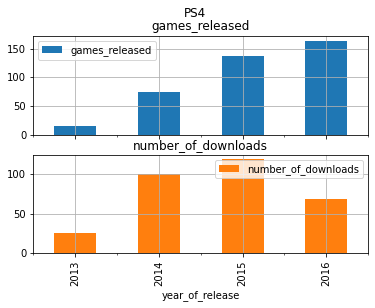 PS4
games_released
games_released
150
100
50
0
number_of_downloads
number_of_downloads
100
50
0
2013
2014
2015
2016
year_of_release